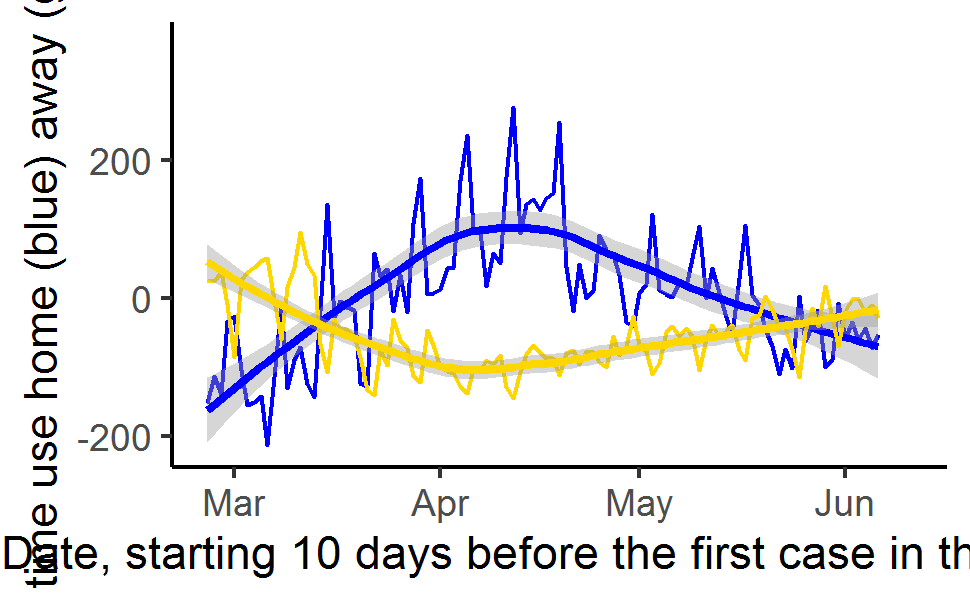 time use home (blue) away (
200
0
-200
Mar Apr May Jun
Date, starting 10 days before the first case in th